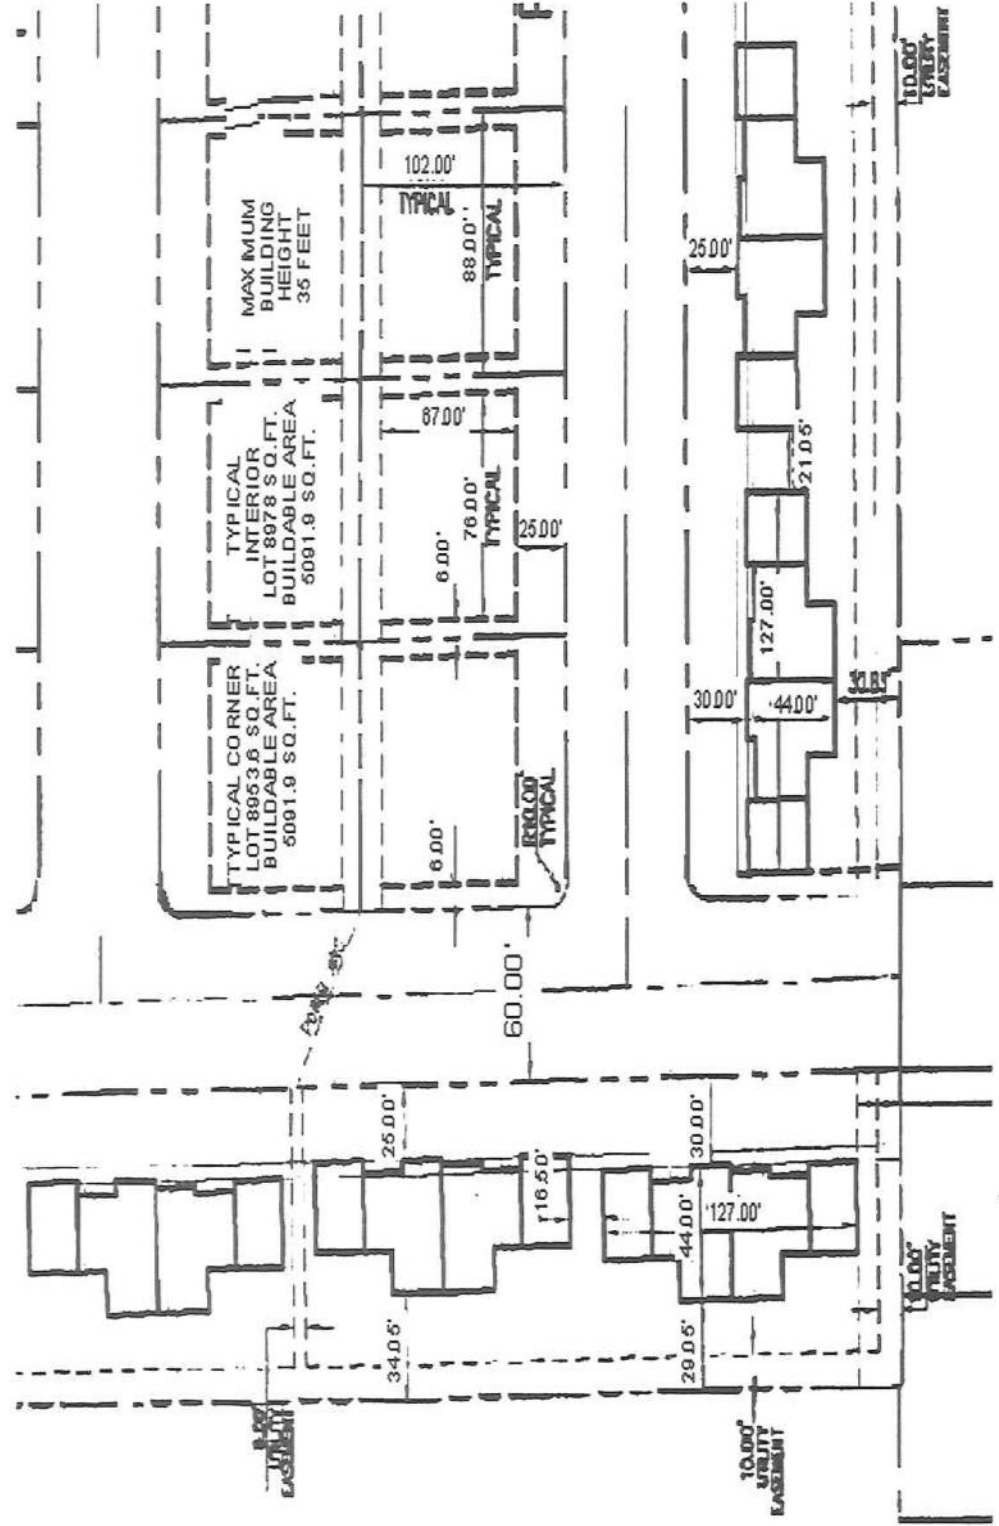 10.00'
UTILITY
EASEMENT
102.00'
TYPICAL
MAXIMUM
BUILDING
HEIGHT
35 FEET
88.00'
TYPICAL
25.00'
TYPICAL
INTERIOR
LOT 8978 SQ.FT.
BUILDABLE AREA
5091.9 SQ.FT.
67.00'
76.00'
TYPICAL
25.00'
6.00'
21.05'
127.00'
TYPICAL CORNER
LOT 8953.6 SQ.FT.
BUILDABLE AREA
5091.9 SQ.FT.
30.00'
44.00'
6.00'
TYPICAL
60.00'
25.00'
30.00'
16.50'
44.00'
127.00'
34.05'
29.05'
UTILITY
EASEMENT
UTILITY
EASEMENT
10.00'
UTILITY
EASEMENT